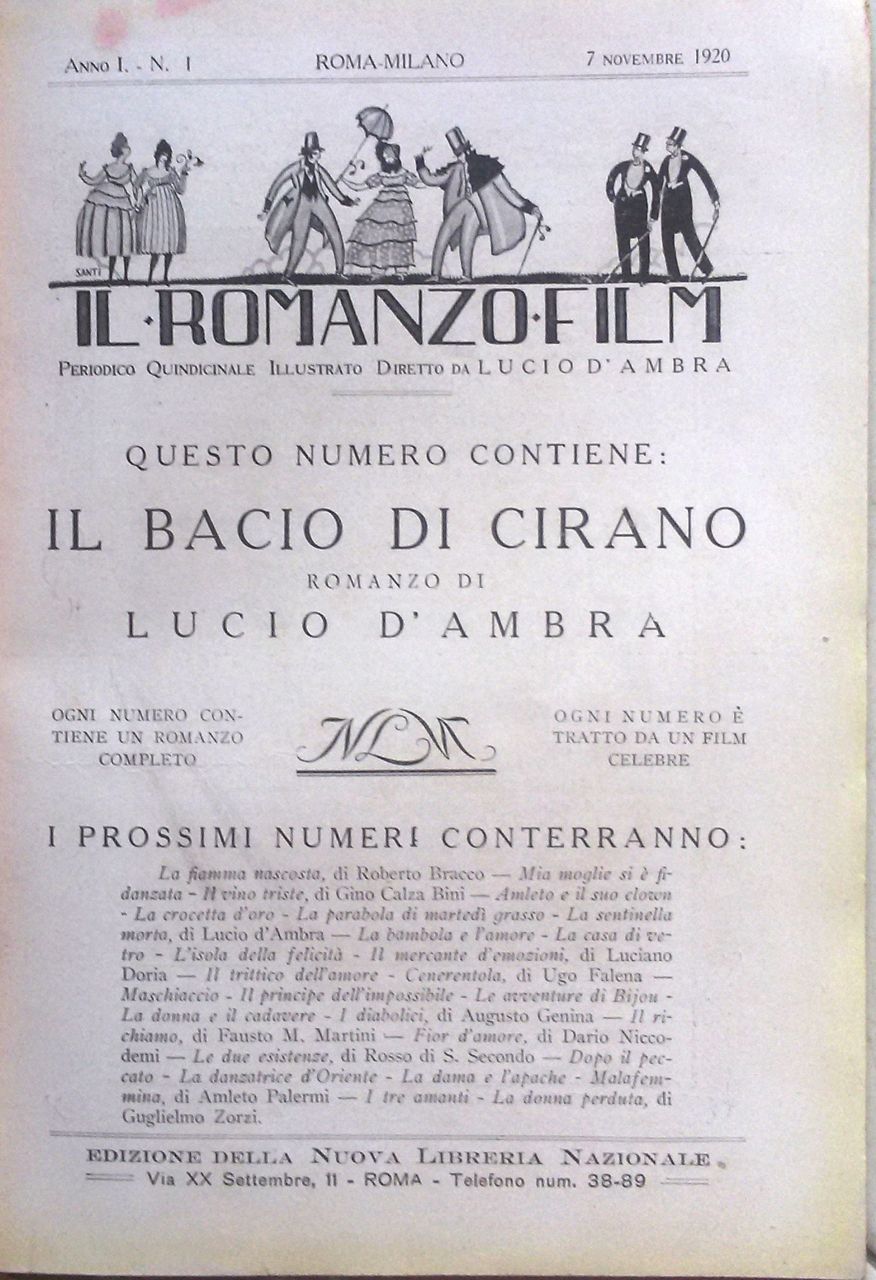 ANNO I. - N. 1 ROMA-MILANO 7 NOVEMBRE 1920
SANTI
IL·ROMANZO·FILM
PERIODICO QUINDICINALE ILLUSTRATO DIRETTO DA LUCIO D'AMBRA
QUESTO NUMERO CONTIENE:
IL BACIO DI CIRANO
ROMANZO DI
LUCIO D'AMBRA
OGNI NUMERO CON-
TIENE UN ROMANZO
COMPLETO
NLN
OGNI NUMERO È
TRATTO DA UN FILM
CELEBRE
I PROSSIMI NUMERI CONTERRANNO:
La fiamma nascosta, di Roberto Bracco — Mia moglie si è fi-
danzata - Il vino triste, di Gino Calza Bini — Amleto e il suo clown
- La crocetta d'oro - La parabola di martedì grasso - La sentinella
morta, di Lucio d'Ambra — La bambola e l'amore - La casa di ve-
tro - L'isola della felicità - Il mercante d'emozioni, di Luciano
Doria — Il trittico dell'amore - Cenerentola, di Ugo Falena —
Maschiaccio - Il principe dell'impossibile - Le avventure di Bijou -
La donna e il cadavere - I diabolici, di Augusto Genina — Il ri-
chiamo, di Fausto M. Martini — Fior d'amore, di Dario Nicco-
demi — Le due esistenze, di Rosso di S. Secondo — Dopo il pec-
cato - La danzatrice d'Oriente - La dama e l'apache - Malafem-
mina, di Amleto Palermi — I tre amanti - La donna perduta, di
Guglielmo Zorzi.
EDIZIONE DELLA NUOVA LIBRERIA NAZIONALE
Via XX Settembre, 11 - ROMA - Telefono num. 38-89